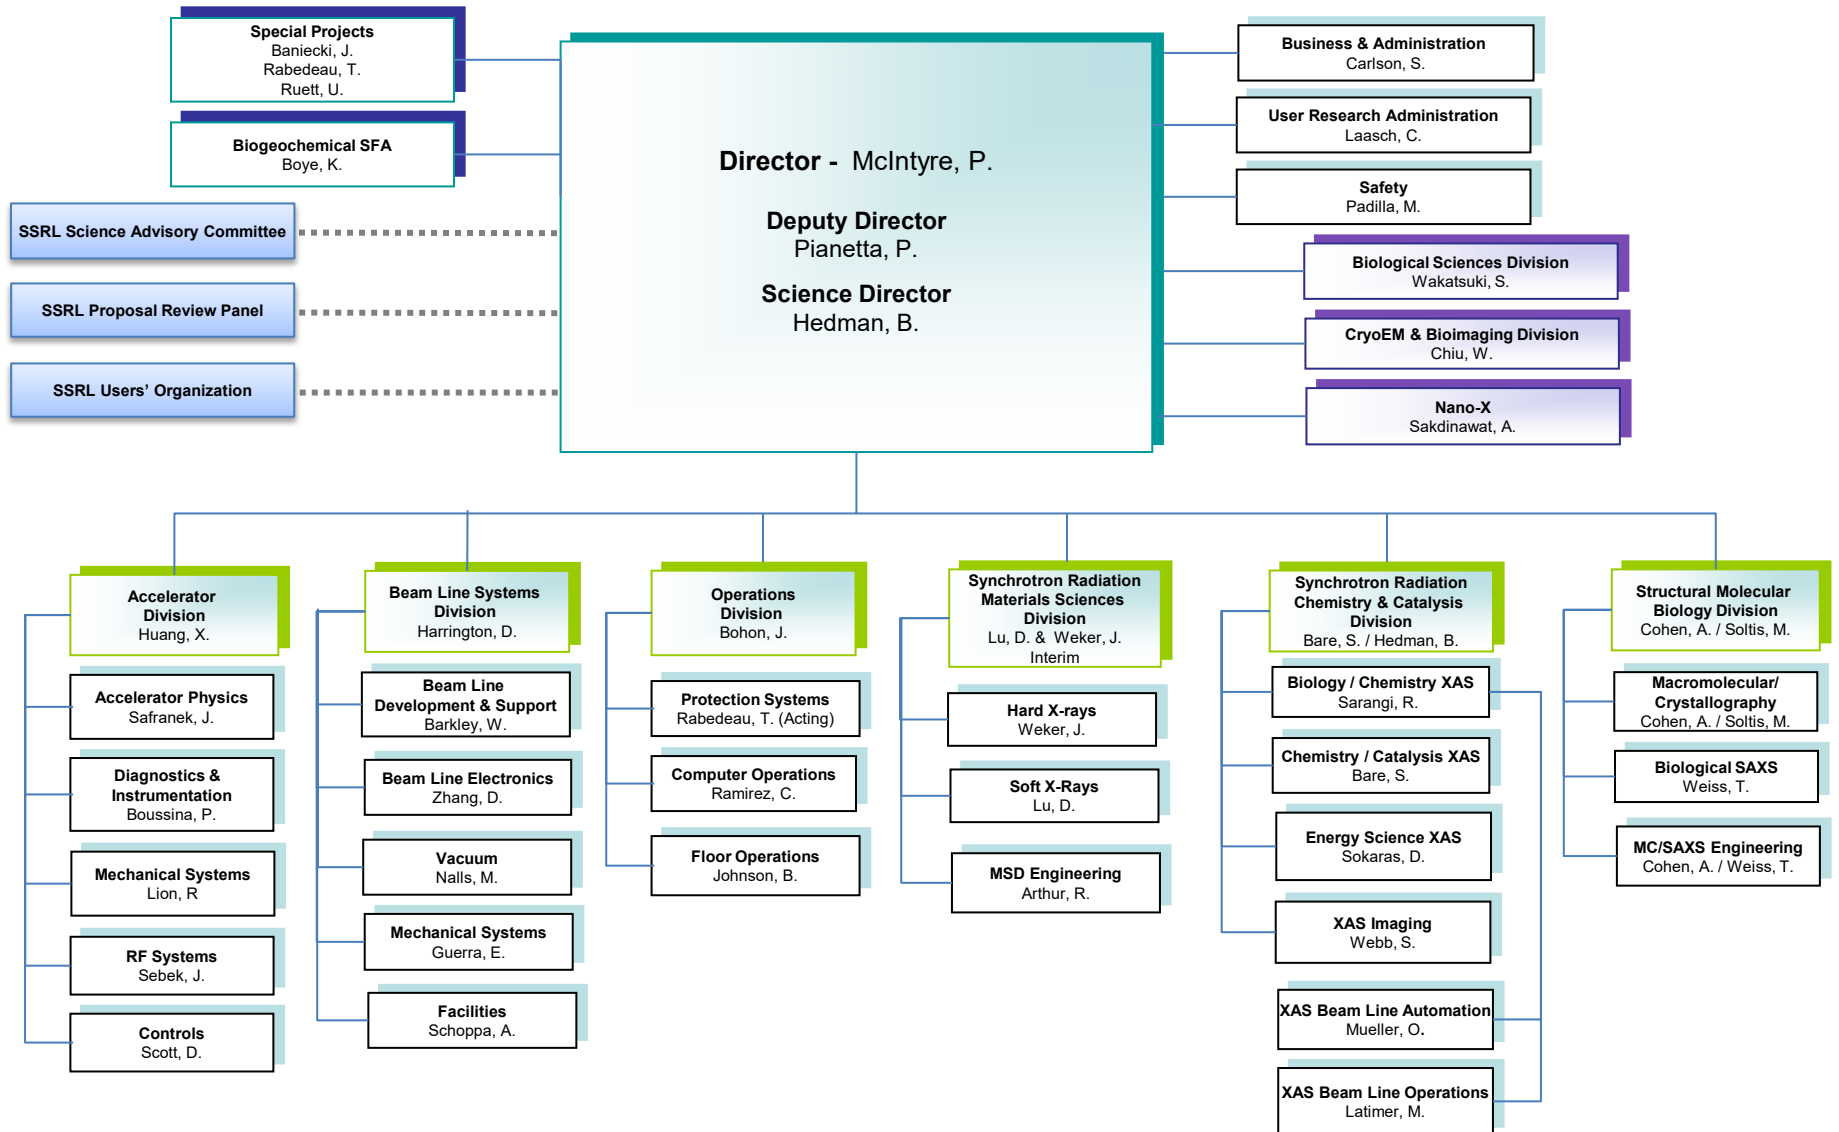 Special Projects
Baniecki, J.
Rabedeau, T.
Ruett, U.
Biogeochemical SFA
Boye, K.
SSRL Science Advisory Committee
SSRL Proposal Review Panel
SSRL Users’ Organization
Director - McIntyre, P.
Deputy Director
Pianetta, P.
Science Director
Hedman, B.
Business & Administration
Carlson, S.
User Research Administration
Laasch, C.
Safety
Padilla, M.
Biological Sciences Division
Wakatsuki, S.
CryoEM & Bioimaging Division
Chiu, W.
Nano-X
Sakdinawat, A.
Accelerator
Division
Huang, X.
Accelerator Physics
Safranek, J.
Diagnostics &
Instrumentation
Boussina, P.
Mechanical Systems
Lion, R
RF Systems
Sebek, J.
Controls
Scott, D.
Beam Line Systems
Division
Harrington, D.
Beam Line
Development & Support
Barkley, W.
Beam Line Electronics
Zhang, D.
Vacuum
Nalls, M.
Mechanical Systems
Guerra, E.
Facilities
Schoppa, A.
Operations
Division
Bohon, J.
Protection Systems
Rabedeau, T. (Acting)
Computer Operations
Ramirez, C.
Floor Operations
Johnson, B.
Synchrotron Radiation
Materials Sciences
Division
Lu, D. & Weker, J.
Interim
Hard X-rays
Weker, J.
Soft X-Rays
Lu, D.
MSD Engineering
Arthur, R.
Synchrotron Radiation
Chemistry & Catalysis
Division
Bare, S. / Hedman, B.
Biology / Chemistry XAS
Sarangi, R.
Chemistry / Catalysis XAS
Bare, S.
Energy Science XAS
Sokaras, D.
XAS Imaging
Webb, S.
XAS Beam Line Automation
Mueller, O.
XAS Beam Line Operations
Latimer, M.
Structural Molecular
Biology Division
Cohen, A. / Soltis, M.
Macromolecular/
Crystallography
Cohen, A. / Soltis, M.
Biological SAXS
Weiss, T.
MC/SAXS Engineering
Cohen, A. / Weiss, T.